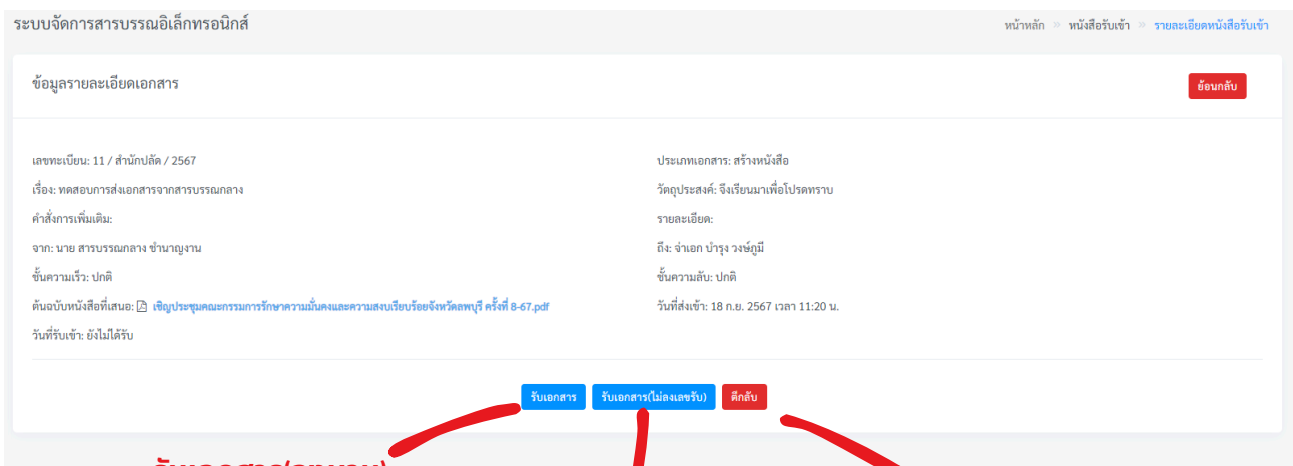 ระบบจัดการสารบรรณอิเล็กทรอนิกส์
หน้าหลัก » หนังสือรับเข้า » รายละเอียดหนังสือรับเข้า
ข้อมูลรายละเอียดเอกสาร
ย้อนกลับ
เลขทะเบียน: 11 / สำนักปลัด / 2567
ประเภทเอกสาร: สร้างหนังสือ
เรื่อง: ทดสอบการส่งเอกสารจากสารบรรณกลาง
วัตถุประสงค์: จึงเรียนมาเพื่อโปรดทราบ
คำสั่งการเพิ่มเติม:
รายละเอียด:
จาก: นาย สารบรรณกลาง ชำนาญงาน
ถึง: จ่าเอก บำรุง วงษ์ภูมี
ชั้นความเร็ว: ปกติ
ชั้นความลับ: ปกติ
ต้นฉบับหนังสือที่เสนอ: เชิญประชุมคณะกรรมการรักษาความมั่นคงและความสงบเรียบร้อยจังหวัดลพบุรี ครั้งที่ 8-67.pdf
วันที่ส่งเข้า: 18 ก.ย. 2567 เวลา 11:20 น.
วันที่รับเข้า: ยังไม่ได้รับ
รับเอกสาร
รับเอกสาร(ไม่ลงเลขรับ)
ตีกลับ